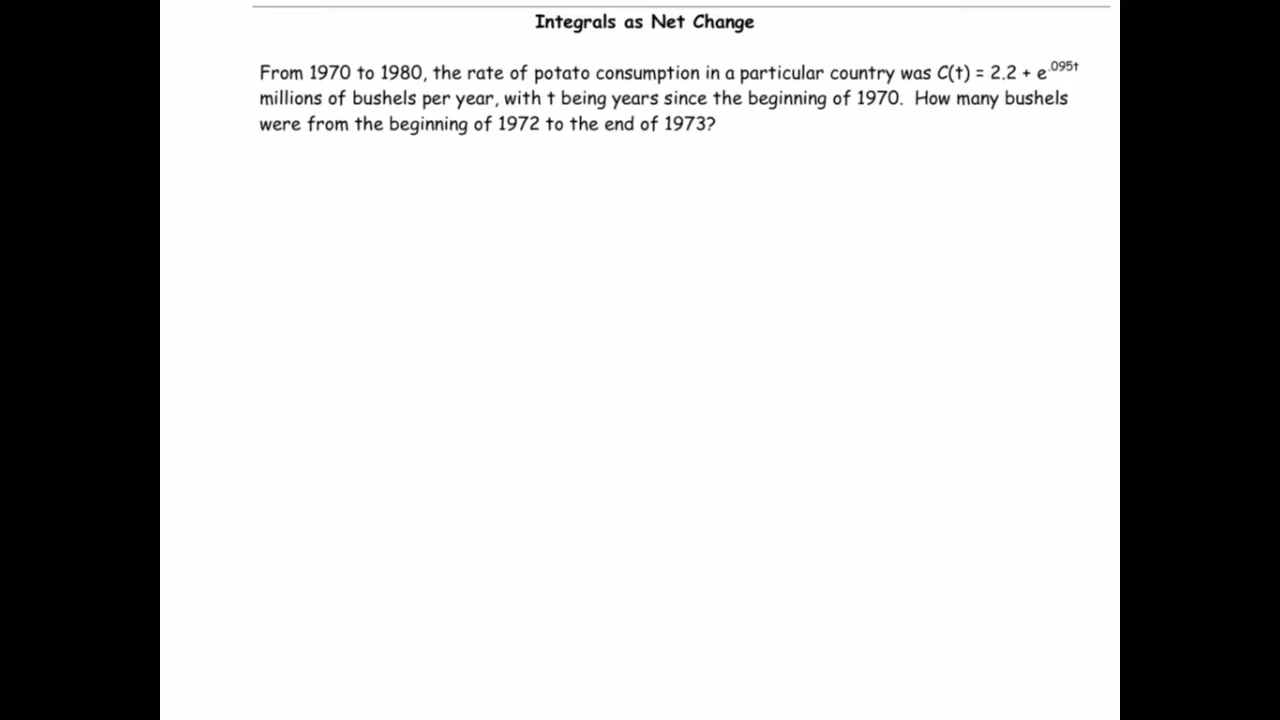 Integrals as Net Change
From 1970 to 1980, the rate of potato consumption in a particular country was C(t) = 2.2 + e^.095t
millions of bushels per year, with t being years since the beginning of 1970. How many bushels
were from the beginning of 1972 to the end of 1973?